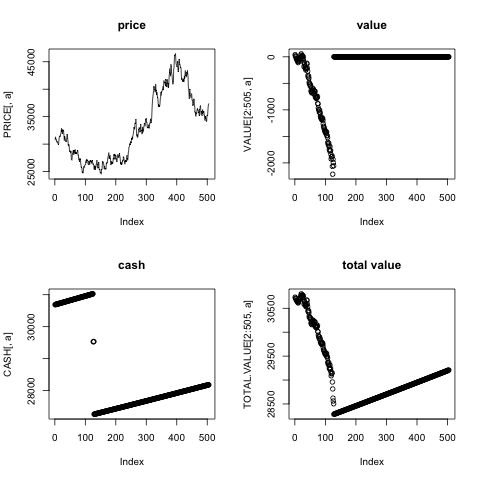 price
PRICE[, a]
25000 35000 45000
0 100 200 300 400 500
Index
value
VALUE[2:505, a]
-2000 -1000 0
0 100 200 300 400 500
Index
cash
CASH[, a]
28000 30000
0 100 200 300 400 500
Index
total value
TOTAL.VALUE[2:505, a]
28500 29500 30500
0 100 200 300 400 500
Index